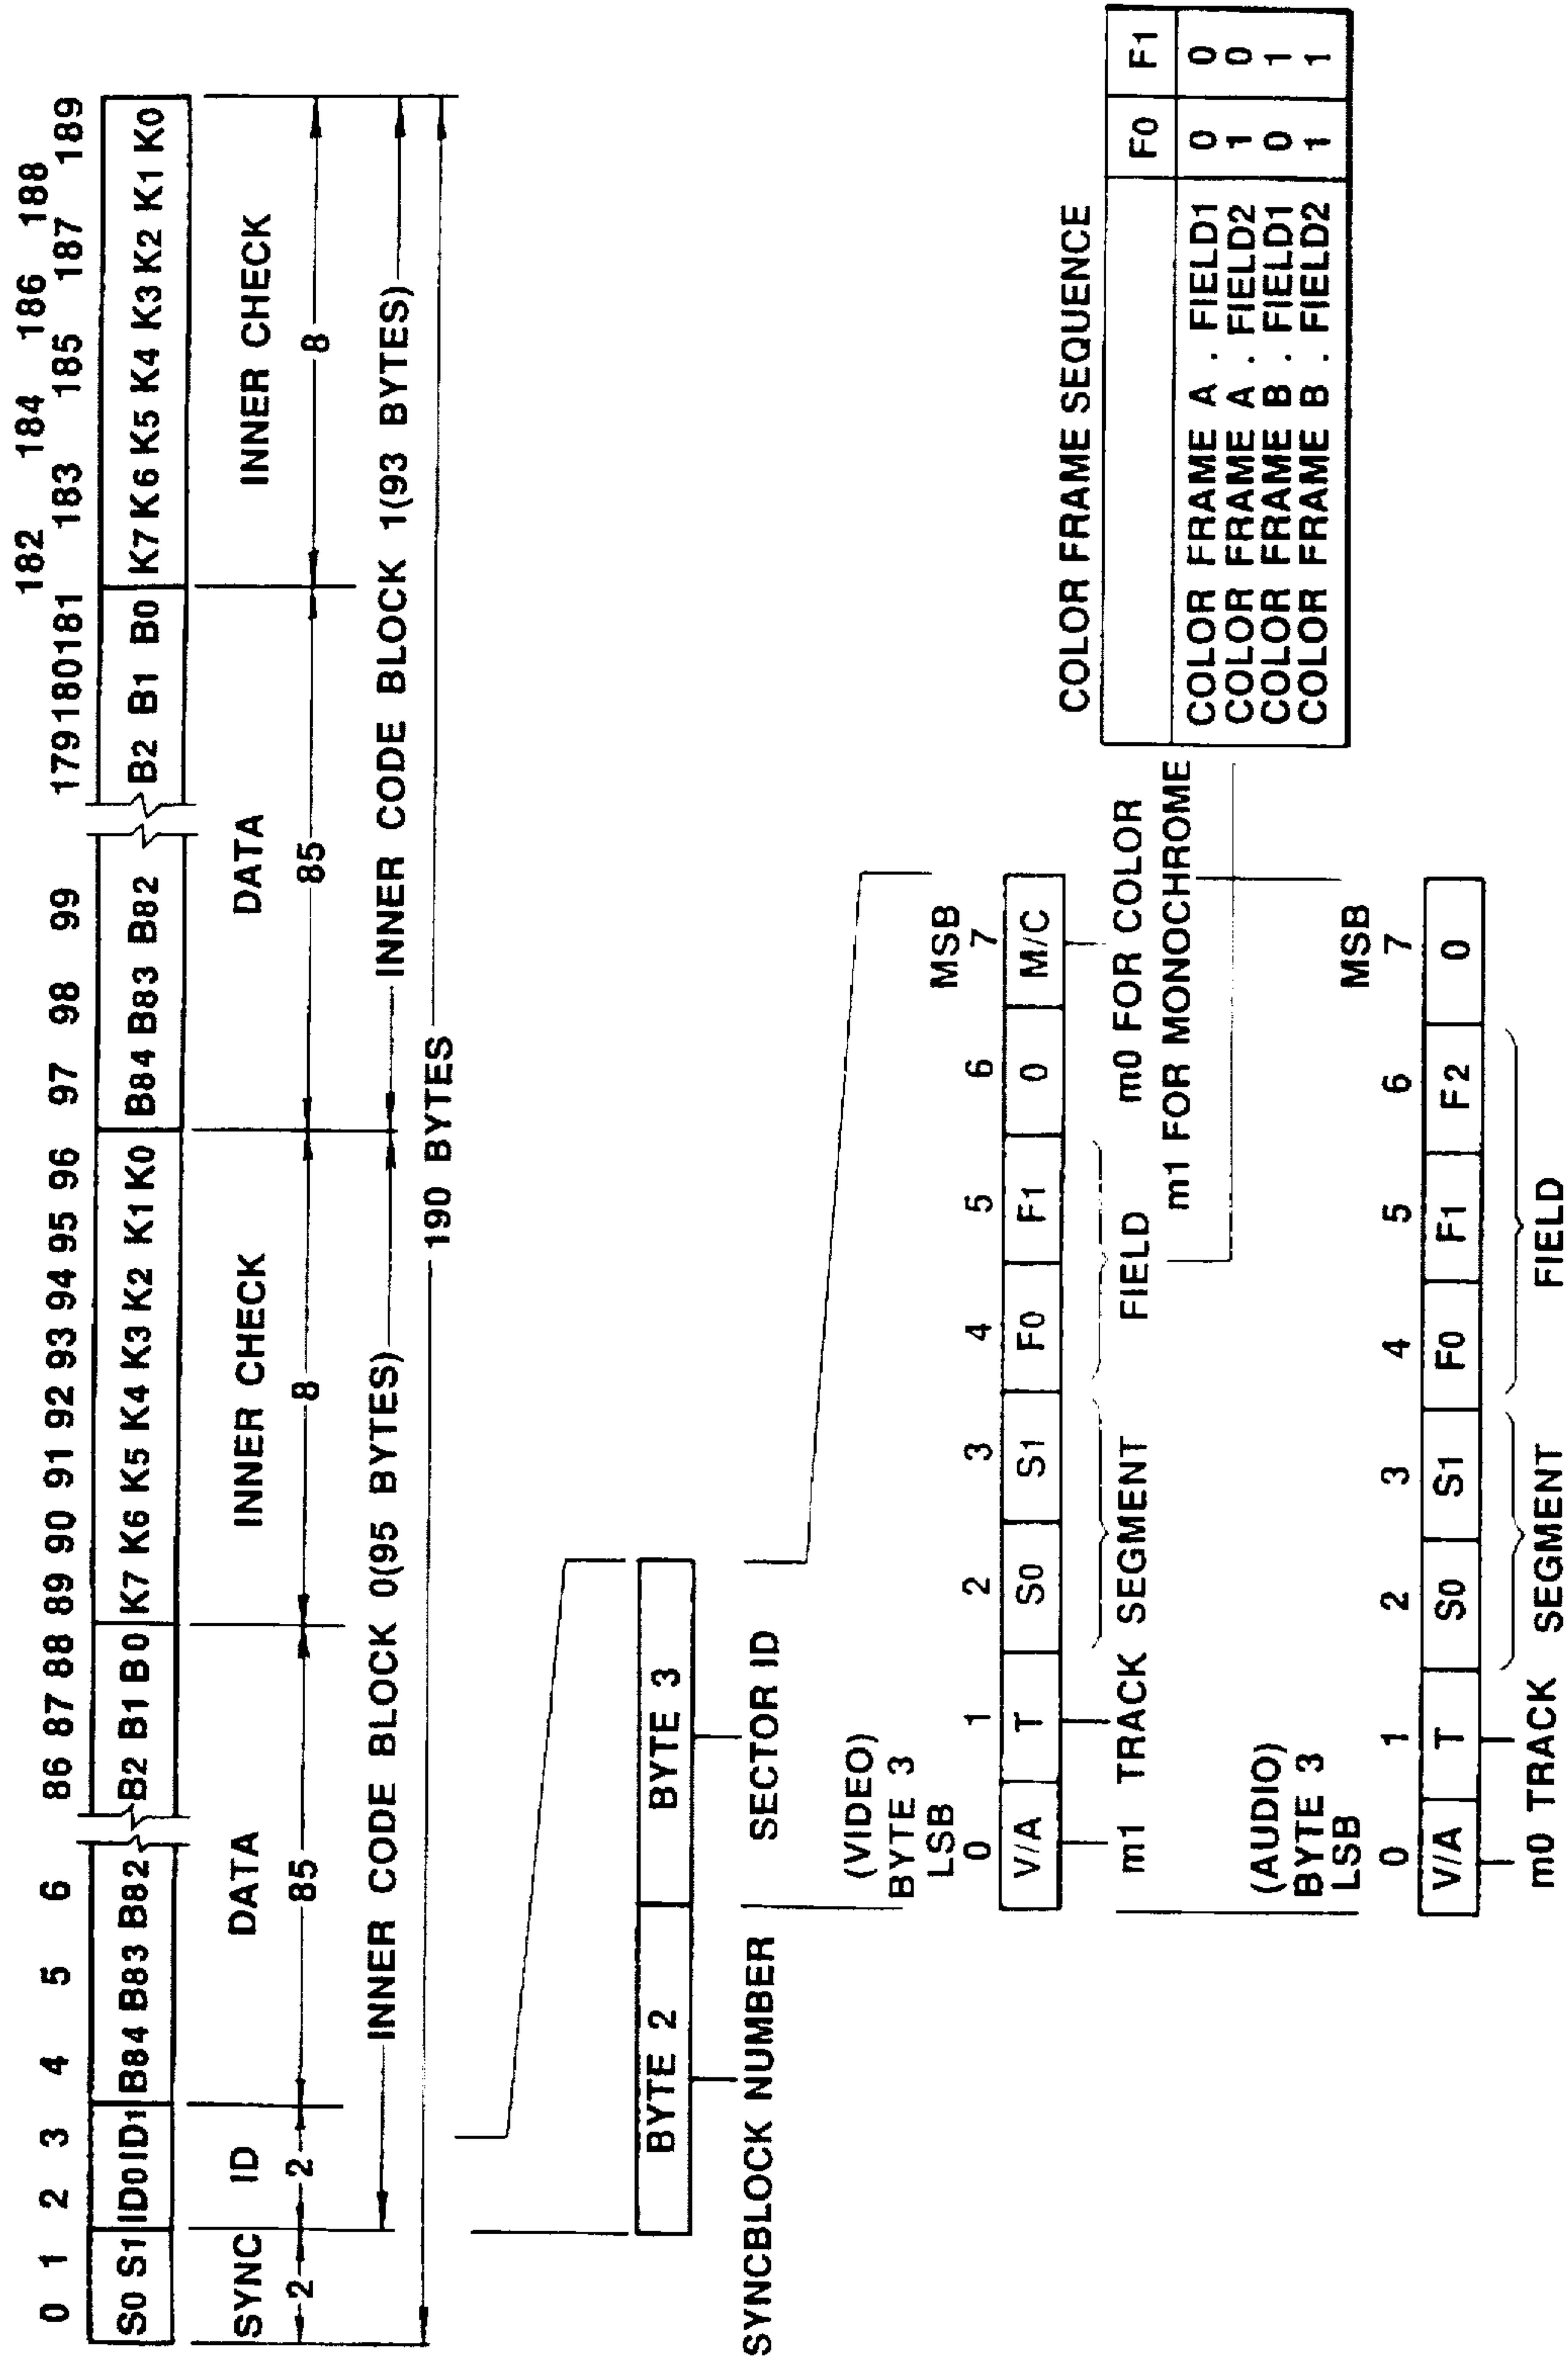 0 1 2 3 4 5 6 86 87 88 89 90 91 92 93 94 95 96 97 98 99 179 180 181 182 183 184 185 186 187 188 189
S0 S1 ID0 ID1 B84 B83 B82 B2 B1 B0 K7 K6 K5 K4 K3 K2 K1 K0 B84 B83 B82 B2 B1 B0 K7 K6 K5 K4 K3 K2 K1 K0
SYNC ID DATA INNER CHECK DATA INNER CHECK
2 2 85 8 85 8
INNER CODE BLOCK 0(95 BYTES) INNER CODE BLOCK 1(93 BYTES)
190 BYTES
BYTE 2 BYTE 3
SYNCBLOCK NUMBER SECTOR ID
(VIDEO)
BYTE 3
LSB MSB
0 1 2 3 4 5 6 7
V/A T S0 S1 F0 F1 0 M/C
m1 TRACK SEGMENT FIELD m0 FOR COLOR
m1 FOR MONOCHROME
COLOR FRAME SEQUENCE
F0 F1
COLOR FRAME A . FIELD1 0 0
COLOR FRAME A . FIELD2 1 0
COLOR FRAME B . FIELD1 0 1
COLOR FRAME B . FIELD2 1 1
(AUDIO)
BYTE 3
LSB MSB
0 1 2 3 4 5 6 7
V/A T S0 S1 F0 F1 F2 0
m0 TRACK SEGMENT FIELD